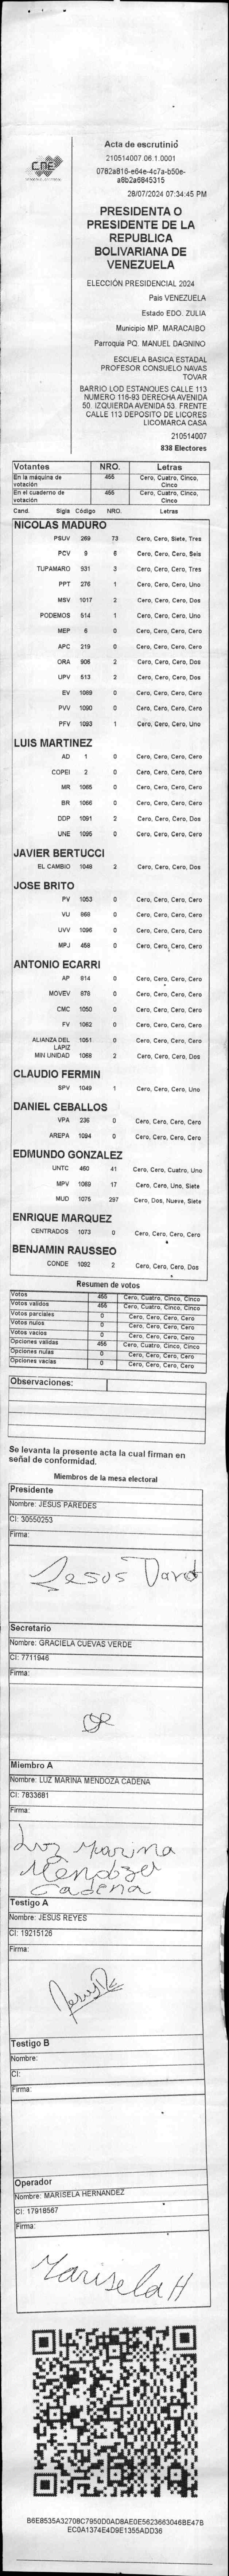 CNE
Acta de escrutinio
210514007.06.1.0001
0782a816-e64e-4c7a-b50e-
a8b2a6845315
28/07/2024 07:34:45 PM
PRESIDENTA O
PRESIDENTE DE LA
REPUBLICA
BOLIVARIANA DE
VENEZUELA
ELECCIÓN PRESIDENCIAL 2024
Pais VENEZUELA
Estado EDO. ZULIA
Municipio MP. MARACAIBO
Parroquia PQ. MANUEL DAGNINO
ESCUELA BASICA ESTADAL
PROFESOR CONSUELO NAVAS
TOVAR
BARRIO LOD ESTANQUES CALLE 113
NUMERO 116-93 DERECHA AVENIDA
50. IZQUIERDA AVENIDA 53. FRENTE
CALLE 113 DEPOSITO DE LICORES
LICOMARCA CASA
210514007
838 Electores
Votantes NRO. Letras
En la máquina de votación 455 Cero, Cuatro, Cinco, Cinco
En el cuaderno de votación 455 Cero, Cuatro, Cinco, Cinco
Cand. Sigla Código NRO. Letras
NICOLAS MADURO
PSUV 269 73 Cero, Cero, Siete, Tres
PCV 9 6 Cero, Cero, Cero, Seis
TUPAMARO 931 3 Cero, Cero, Cero, Tres
PPT 276 1 Cero, Cero, Cero, Uno
MSV 1017 2 Cero, Cero, Cero, Dos
PODEMOS 514 1 Cero, Cero, Cero, Uno
MEP 6 0 Cero, Cero, Cero, Cero
APC 219 0 Cero, Cero, Cero, Cero
ORA 906 2 Cero, Cero, Cero, Dos
UPV 513 2 Cero, Cero, Cero, Dos
EV 1089 0 Cero, Cero, Cero, Cero
PVV 1090 0 Cero, Cero, Cero, Cero
PFV 1093 1 Cero, Cero, Cero, Uno
LUIS MARTINEZ
AD 1 0 Cero, Cero, Cero, Cero
COPEI 2 0 Cero, Cero, Cero, Cero
MR 1065 0 Cero, Cero, Cero, Cero
BR 1066 0 Cero, Cero, Cero, Cero
DDP 1091 2 Cero, Cero, Cero, Dos
UNE 1095 0 Cero, Cero, Cero, Cero
JAVIER BERTUCCI
EL CAMBIO 1048 2 Cero, Cero, Cero, Dos
JOSE BRITO
PV 1053 0 Cero, Cero, Cero, Cero
VU 868 0 Cero, Cero, Cero, Cero
UVV 1096 0 Cero, Cero, Cero, Cero
MPJ 458 0 Cero, Cero, Cero, Cero
ANTONIO ECARRI
AP 814 0 Cero, Cero, Cero, Cero
MOVEV 878 0 Cero, Cero, Cero, Cero
CMC 1050 0 Cero, Cero, Cero, Cero
FV 1062 0 Cero, Cero, Cero, Cero
ALIANZA DEL LAPIZ 1051 0 Cero, Cero, Cero, Cero
MIN UNIDAD 1068 2 Cero, Cero, Cero, Dos
CLAUDIO FERMIN
SPV 1049 1 Cero, Cero, Cero, Uno
DANIEL CEBALLOS
VPA 236 0 Cero, Cero, Cero, Cero
AREPA 1094 0 Cero, Cero, Cero, Cero
EDMUNDO GONZALEZ
UNTC 460 41 Cero, Cero, Cuatro, Uno
MPV 1069 17 Cero, Cero, Uno, Siete
MUD 1075 297 Cero, Dos, Nueve, Siete
ENRIQUE MARQUEZ
CENTRADOS 1073 0 Cero, Cero, Cero, Cero
BENJAMIN RAUSSEO
CONDE 1092 2 Cero, Cero, Cero, Dos
Resumen de votos
Votos 455 Cero, Cuatro, Cinco, Cinco
Votos validos 455 Cero, Cuatro, Cinco, Cinco
Votos parciales 0 Cero, Cero, Cero, Cero
Votos nulos 0 Cero, Cero, Cero, Cero
Votos vacios 0 Cero, Cero, Cero, Cero
Opciones validas 455 Cero, Cuatro, Cinco, Cinco
Opciones nulas 0 Cero, Cero, Cero, Cero
Opciones vacias 0 Cero, Cero, Cero, Cero
Observaciones:
Se levanta la presente acta la cual firman en
señal de conformidad.
Miembros de la mesa electoral
Presidente
Nombre: JESUS PAREDES
CI: 30550253
Firma:
Jesus David
Secretario
Nombre: GRACIELA CUEVAS VERDE
CI: 7711946
Firma:
Miembro A
Nombre: LUZ MARINA MENDOZA CADENA
CI: 7833681
Firma:
Luz Marina
Mendoza
Cadena
Testigo A
Nombre: JESUS REYES
CI: 19215126
Firma:
Testigo B
Nombre:
CI:
Firma:
Operador
Nombre: MARISELA HERNANDEZ
CI: 17918567
Firma:
Marisela H
B6E8535A32708C7950D0ADBAE0E5623663046BE47B
EC0A1374E4D9E1355ADD36